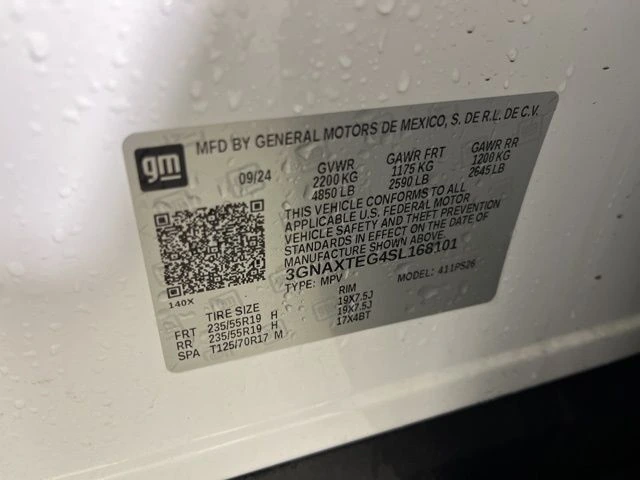 gm
MFD BY GENERAL MOTORS DE MEXICO, S. DE R.L. DE C.V.
09/24 GVWR GAWR FRT GAWR RR
2200 KG 1175 KG 1200 KG
4850 LB 2590 LB 2645 LB
THIS VEHICLE CONFORMS TO ALL
APPLICABLE U.S. FEDERAL MOTOR
VEHICLE SAFETY AND THEFT PREVENTION
STANDARDS IN EFFECT ON THE DATE OF
MANUFACTURE SHOWN ABOVE.
3GNAXTEG4SL168101
TYPE: MPV MODEL: 411PS26
140X
TIRE SIZE RIM
FRT 235/55R19 H 19X7.5J
RR 235/55R19 H 19X7.5J
SPA T125/70R17 M 17X4BT